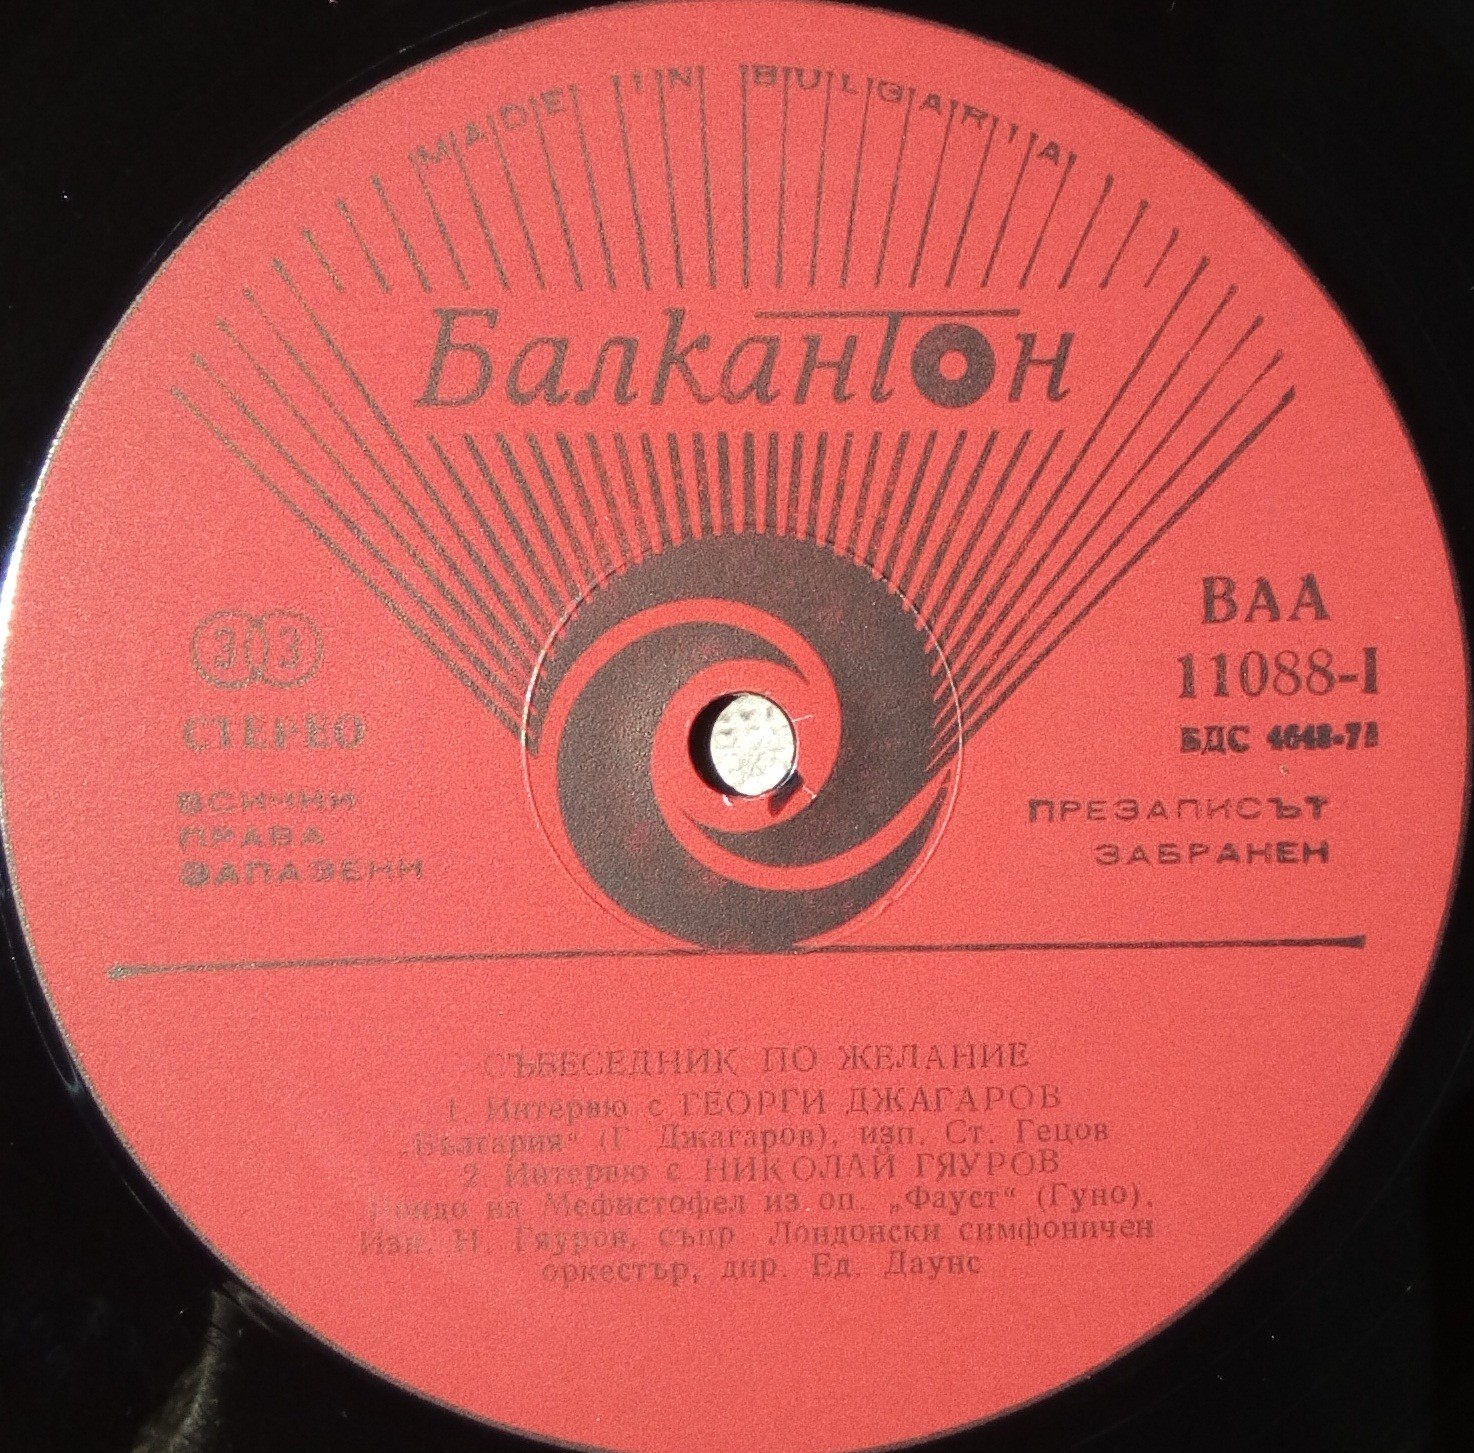 MADE IN BULGARIA
Балкантон
33
СТЕРЕО
ВСИЧКИ
ПРАВА
ЗАПАЗЕНИ
ВАА
11088-I
БДС
ПРЕЗАПИСЪТ
ЗАБРАНЕН
СЪБЕСЕДНИК ПО ЖЕЛАНИЕ
1. Интервю с ГЕОРГИ ДЖАГАРОВ
„България“ (Г. Джагаров), изп. Ст. Гецов
2. Интервю с НИКОЛАЙ ГЯУРОВ
Рондо на Мефистофел из оп. „Фауст“ (Гуно).
Изп. Н. Гяуров, съпр. Лондонски симфоничен
оркестър, дир. Ед. Даунс